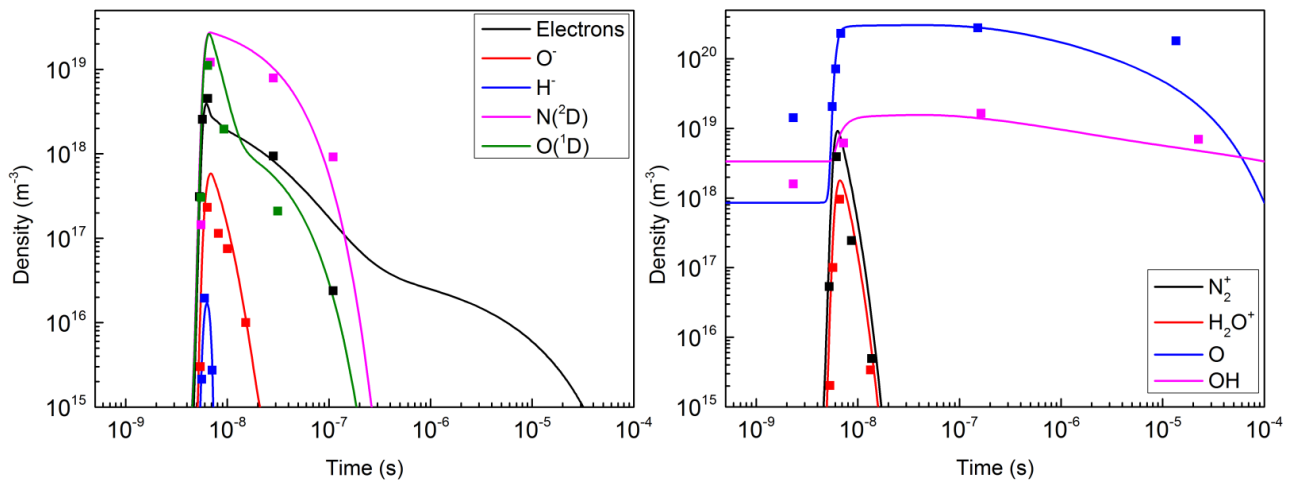 Density (m⁻³)
10¹⁹
10¹⁸
10¹⁷
10¹⁶
10¹⁵
10⁻⁹ 10⁻⁸ 10⁻⁷ 10⁻⁶ 10⁻⁵ 10⁻⁴
Time (s)
Electrons
O⁻
H⁻
N(²D)
O(¹D)
Density (m⁻³)
10²⁰
10¹⁹
10¹⁸
10¹⁷
10¹⁶
10¹⁵
10⁻⁹ 10⁻⁸ 10⁻⁷ 10⁻⁶ 10⁻⁵ 10⁻⁴
Time (s)
N₂⁺
H₂O⁺
O
OH